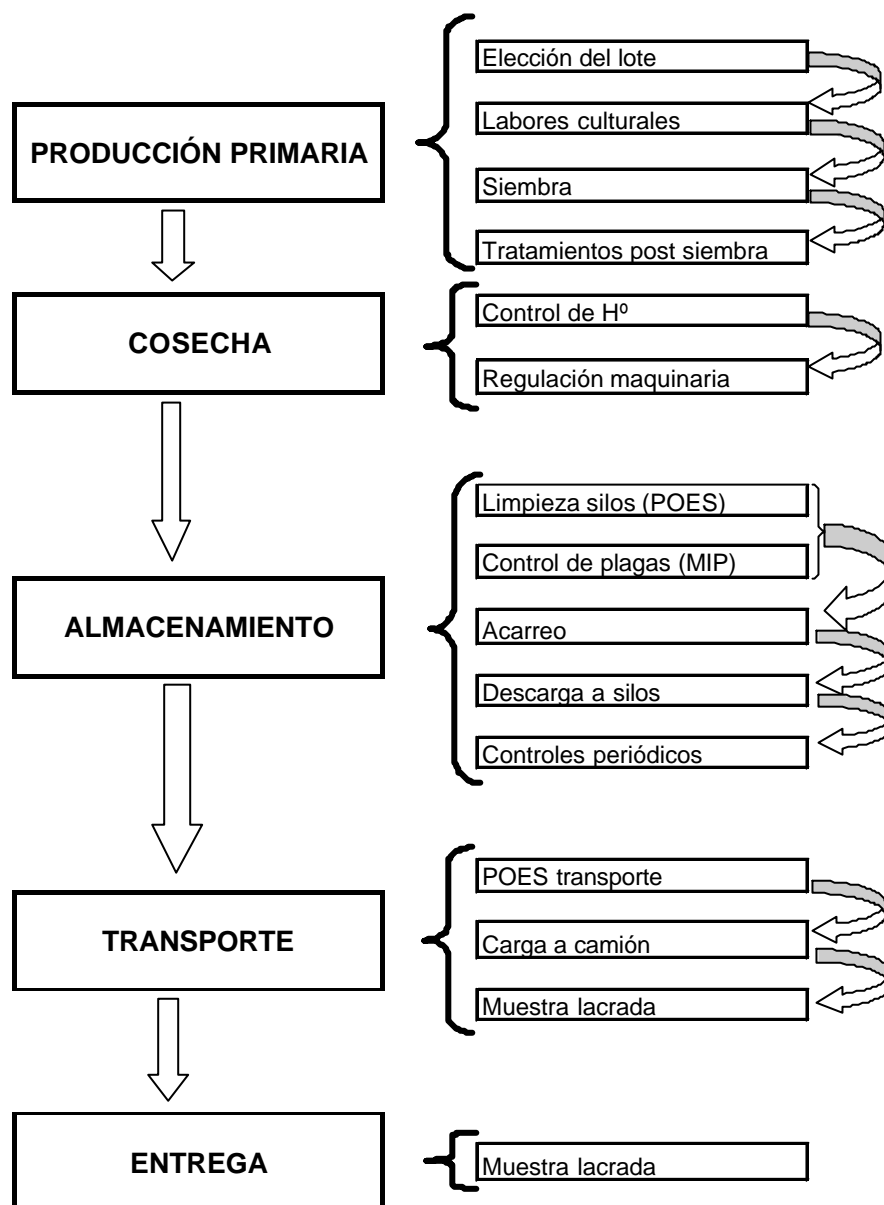 PRODUCCIÓN PRIMARIA
Elección del lote
Labores culturales
Siembra
Tratamientos post siembra
COSECHA
Control de Hº
Regulación maquinaria
ALMACENAMIENTO
Limpieza silos (POES)
Control de plagas (MIP)
Acarreo
Descarga a silos
Controles periódicos
TRANSPORTE
POES transporte
Carga a camión
Muestra lacrada
ENTREGA
Muestra lacrada